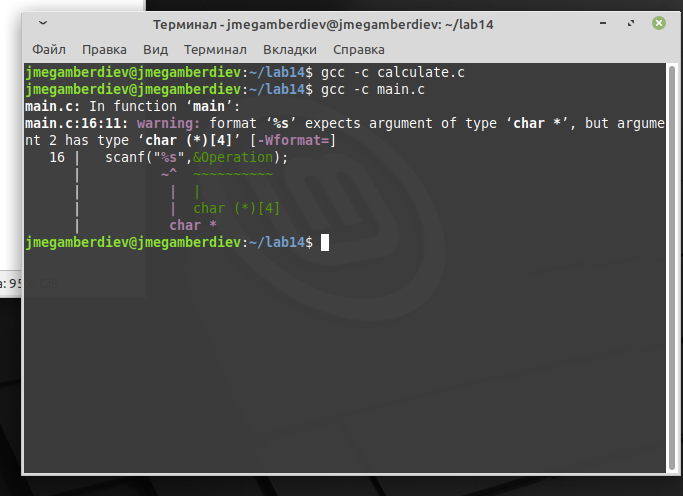 Терминал - jmegamberdiev@jmegamberdiev: ~/lab14
Файл Правка Вид Терминал Вкладки Справка
jmegamberdiev@jmegamberdiev:~/lab14$ gcc -c calculate.c
jmegamberdiev@jmegamberdiev:~/lab14$ gcc -c main.c
main.c: In function ‘main’:
main.c:16:11: warning: format ‘%s’ expects argument of type ‘char *’, but argume
nt 2 has type ‘char (*)[4]’ [-Wformat=]
   16 |   scanf("%s",&Operation);
      |          ~^  ~~~~~~~~~~
      |           |  |
      |           |  char (*)[4]
      |           char *
jmegamberdiev@jmegamberdiev:~/lab14$